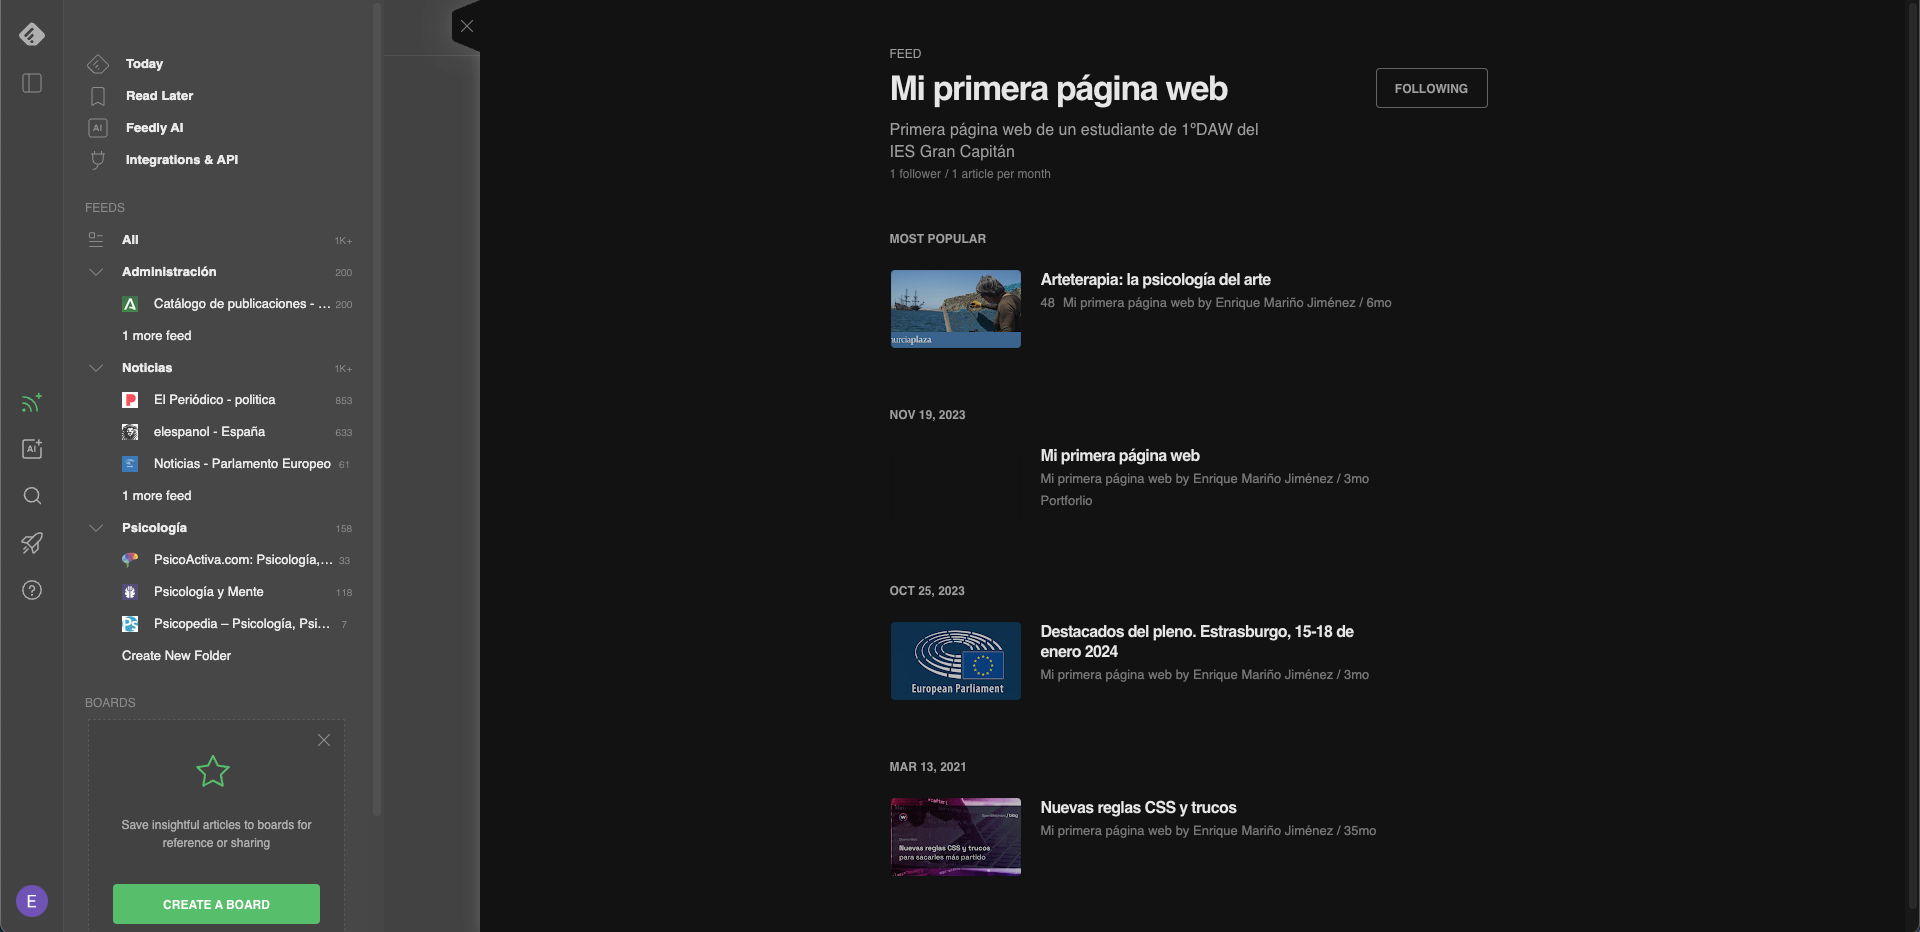 Today
Read Later
AI
Feedly AI
Integrations & API
FEEDS
All
1K+
Administración
200
Catálogo de publicaciones - ...
200
1 more feed
Noticias
1K+
El Periódico - politica
853
elespanol - España
633
Noticias - Parlamento Europeo
61
1 more feed
Psicología
158
PsicoActiva.com: Psicología,...
33
Psicología y Mente
118
Ps
Psicopedia – Psicología, Psi...
7
Create New Folder
BOARDS
Save insightful articles to boards for
reference or sharing
CREATE A BOARD
AI
E
FEED
Mi primera página web
FOLLOWING
Primera página web de un estudiante de 1ºDAW del
IES Gran Capitán
1 follower / 1 article per month
MOST POPULAR
urciaplaza
Arteterapia: la psicología del arte
48 Mi primera página web by Enrique Mariño Jiménez / 6mo
NOV 19, 2023
Mi primera página web
Mi primera página web by Enrique Mariño Jiménez / 3mo
Portforlio
OCT 25, 2023
European Parliament
Destacados del pleno. Estrasburgo, 15-18 de
enero 2024
Mi primera página web by Enrique Mariño Jiménez / 3mo
MAR 13, 2021
/ blog
Nuevas reglas CSS y trucos
para sacarles más partido
Nuevas reglas CSS y trucos
Mi primera página web by Enrique Mariño Jiménez / 35mo